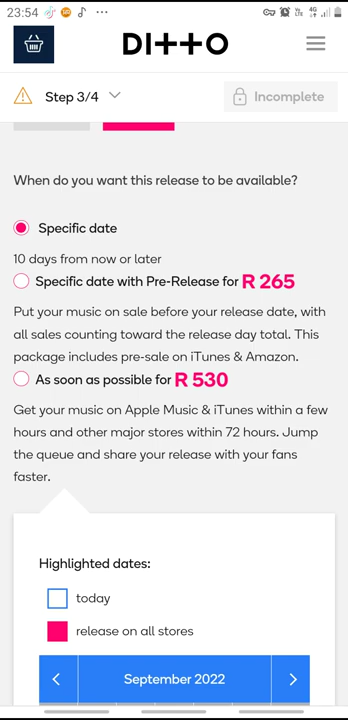 23:54
DITTO
Step 3/4
Incomplete
When do you want this release to be available?
Specific date
10 days from now or later
Specific date with Pre-Release for R 265
Put your music on sale before your release date, with
all sales counting toward the release day total. This
package includes pre-sale on iTunes & Amazon.
As soon as possible for R 530
Get your music on Apple Music & iTunes within a few
hours and other major stores within 72 hours. Jump
the queue and share your release with your fans
faster.
Highlighted dates:
today
release on all stores
September 2022